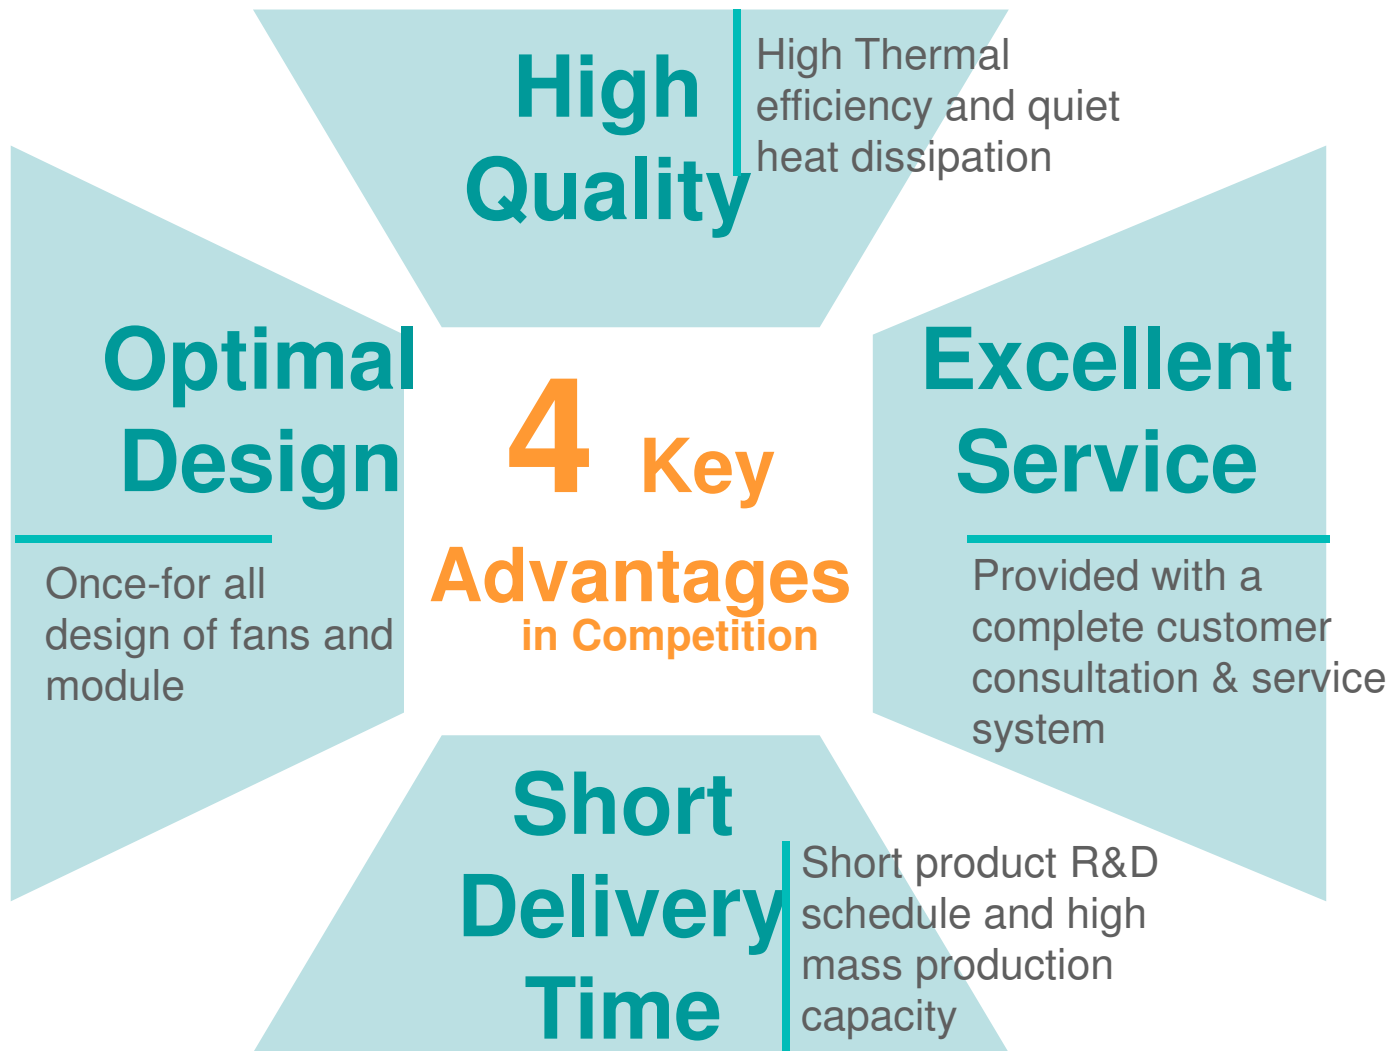 High
Quality
High Thermal
efficiency and quiet
heat dissipation
Optimal
Design
Once-for all
design of fans and
module
4 Key
Advantages
in Competition
Excellent
Service
Provided with a
complete customer
consultation & service
system
Short
Delivery
Time
Short product R&D
schedule and high
mass production
capacity